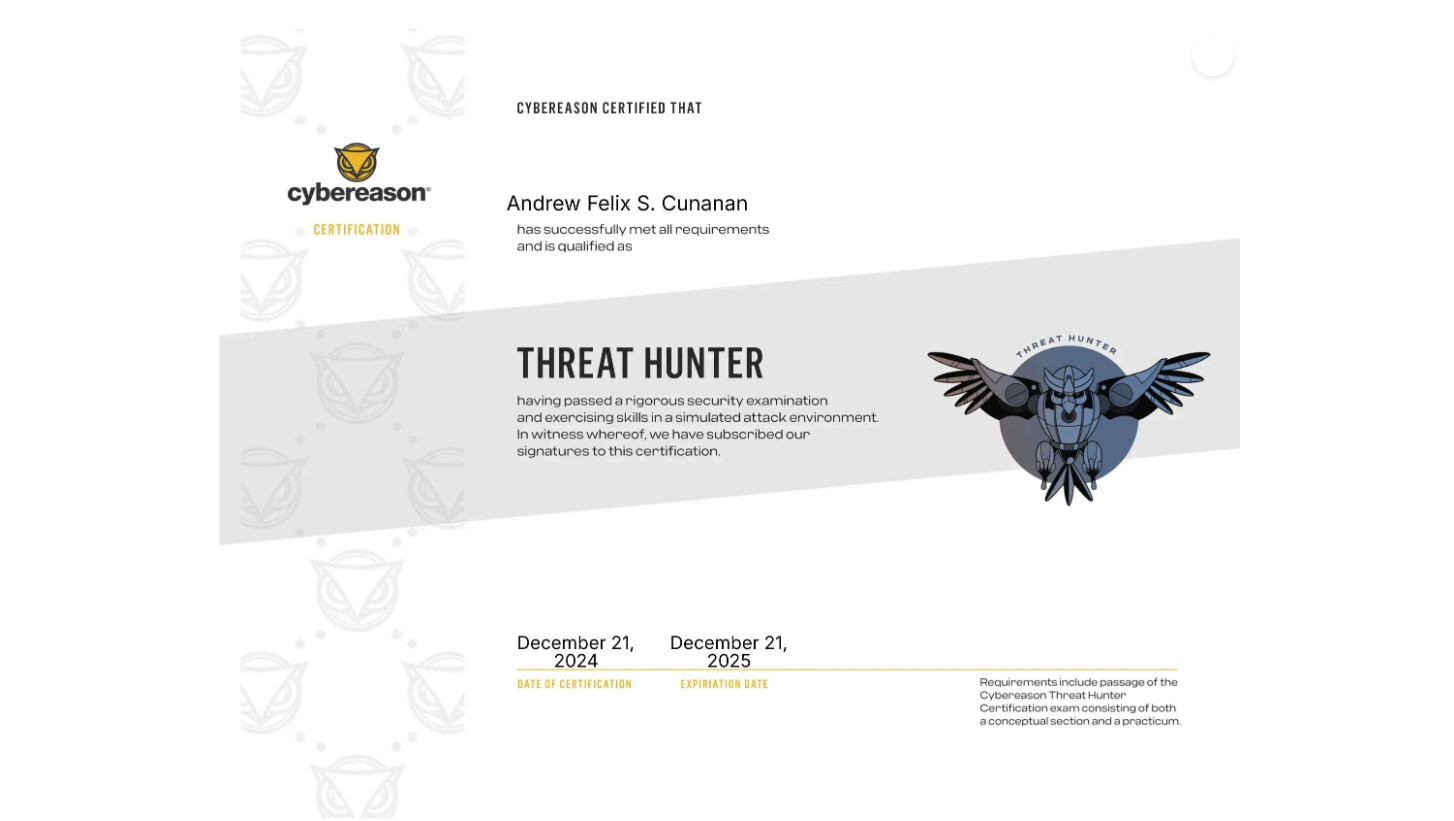 CYBEREASON CERTIFIED THAT
cybereason®
CERTIFICATION
Andrew Felix S. Cunanan
has successfully met all requirements
and is qualified as
THREAT HUNTER
having passed a rigorous security examination
and exercising skills in a simulated attack environment.
In witness whereof, we have subscribed our
signatures to this certification.
THREAT HUNTER
December 21,
2024
DATE OF CERTIFICATION
December 21,
2025
EXPIRIATION DATE
Requirements include passage of the
Cybereason Threat Hunter
Certification exam consisting of both
a conceptual section and a practicum.